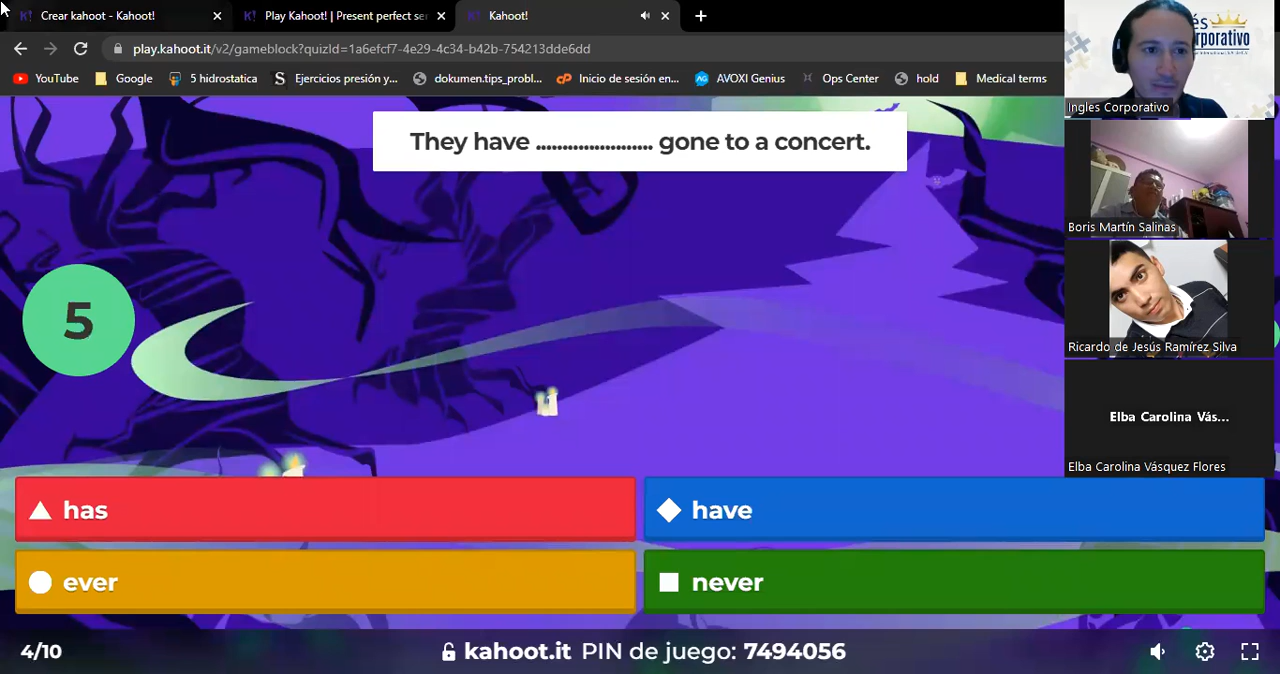 Crear kahoot - Kahoot!
Play Kahoot! | Present perfect se
Kahoot!
play.kahoot.it/v2/gameblock?quizId=1a6efcf7-4e29-4c34-b42b-754213dde6dd
YouTube
Google
5 hidrostatica
Ejercicios presión y...
dokumen.tips_probl...
Inicio de sesión en...
AVOXI Genius
Ops Center
hold
Medical terms
They have ...................... gone to a concert.
5
has
have
ever
never
4/10
kahoot.it PIN de juego: 7494056
Ingles Corporativo
Boris Martín Salinas
Ricardo de Jesús Ramírez Silva
Elba Carolina Vás...
Elba Carolina Vásquez Flores